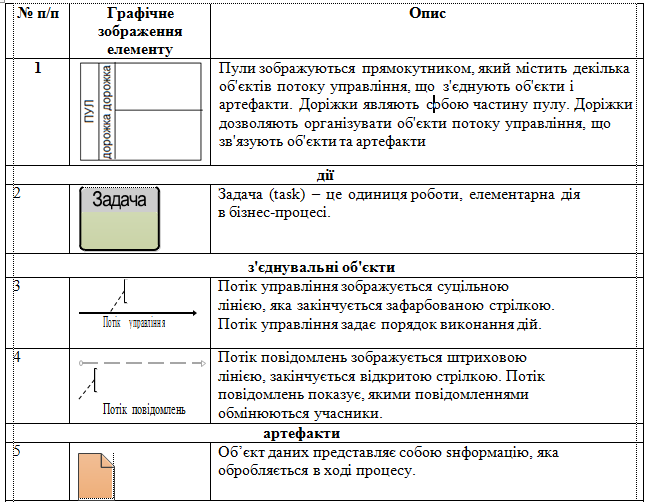 № п/п
Графічне
зображення
елементу
Опис
1
ПУЛ
дорожка дорожка
Пули зображуються прямокутником, який містить декілька
об'єктів потоку управління, що з'єднують об'єкти і
артефакти. Доріжки являють собою частину пулу. Доріжки
дозволяють організувати об'єкти потоку управління, що
зв'язують об'єкти та артефакти
дії
2
Задача
Задача (task) – це одиниця роботи, елементарна дія
в бізнес-процесі.
з'єднувальні об'єкти
3
Потік управління
Потік управління зображується суцільною
лінією, яка закінчується зафарбованою стрілкою.
Потік управління задає порядок виконання дій.
4
Потік повідомлень
Потік повідомлень зображується штриховою
лінією, закінчується відкритою стрілкою. Потік
повідомлень показує, якими повідомленнями
обмінюються учасники.
артефакти
5
Об’єкт даних представляє собою sнформацію, яка
обробляється в ході процесу.